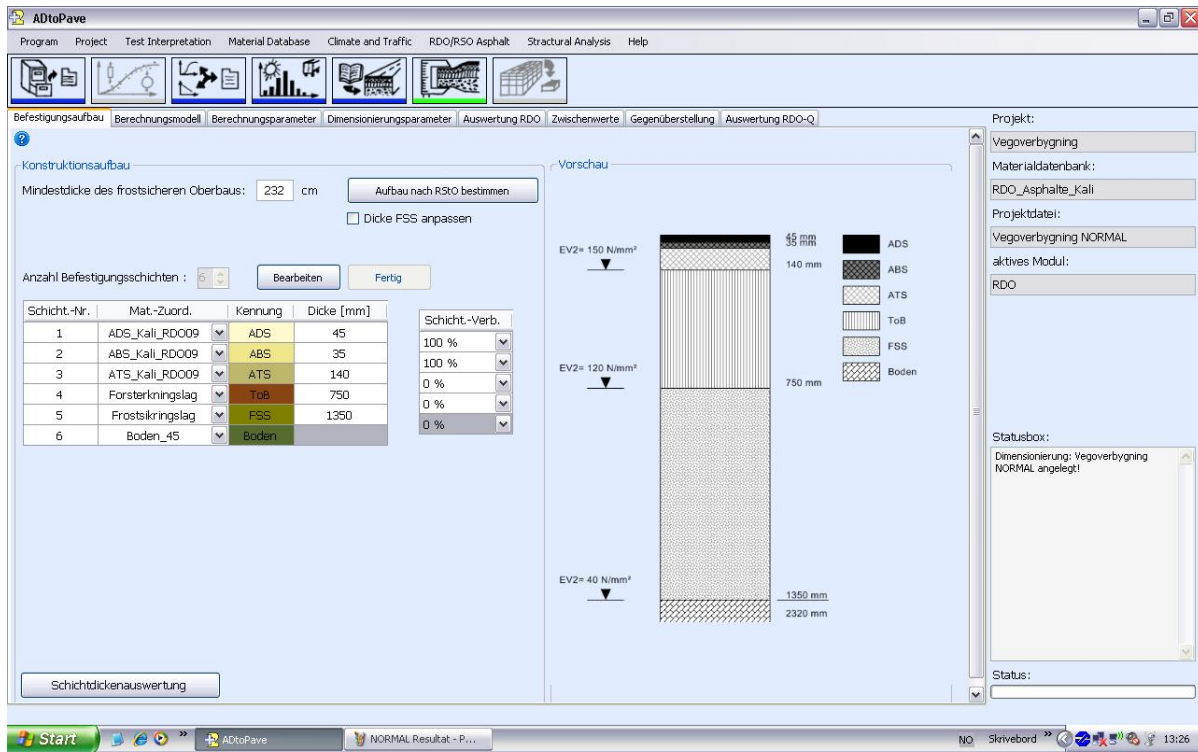 ADtoPave
Program Project Test Interpretation Material Database Climate and Traffic RDO/RSO Asphalt Stractural Analysis Help
Befestigungsaufbau Berechnungsmodell Berechnungsparameter Dimensionierungsparameter Auswertung RDO Zwischenwerte Gegenüberstellung Auswertung RDO-Q
Konstruktionsaufbau
Mindestdicke des frostsicheren Oberbaus: 232 cm Aufbau nach RStO bestimmen
Dicke FSS anpassen
Anzahl Befestigungsschichten : 6 Bearbeiten Fertig
Schicht.-Nr. Mat.-Zuord. Kennung Dicke [mm] Schicht.-Verb.
1 ADS_Kali_RDO09 ADS 45
2 ABS_Kali_RDO09 ABS 35
3 ATS_Kali_RDO09 ATS 140
4 Forsterkningslag ToB 750
5 Frostsikringslag FSS 1350
6 Boden_45 Boden
100 %
100 %
0 %
0 %
0 %
Schichtdickenauswertung
Vorschau
EV2= 150 N/mm²
EV2= 120 N/mm²
EV2= 40 N/mm²
45 mm
35 mm
140 mm
750 mm
1350 mm
2320 mm
ADS
ABS
ATS
ToB
FSS
Boden
Projekt:
Vegoverbygning
Materialdatenbank:
RDO_Asphalte_Kali
Projektdatei:
Vegoverbygning NORMAL
aktives Modul:
RDO
Statusbox:
Dimensionierung: Vegoverbygning
NORMAL angelegt!
Status:
Start ADtoPave NORMAL Resultat - P... NO Skrivebord 13:26